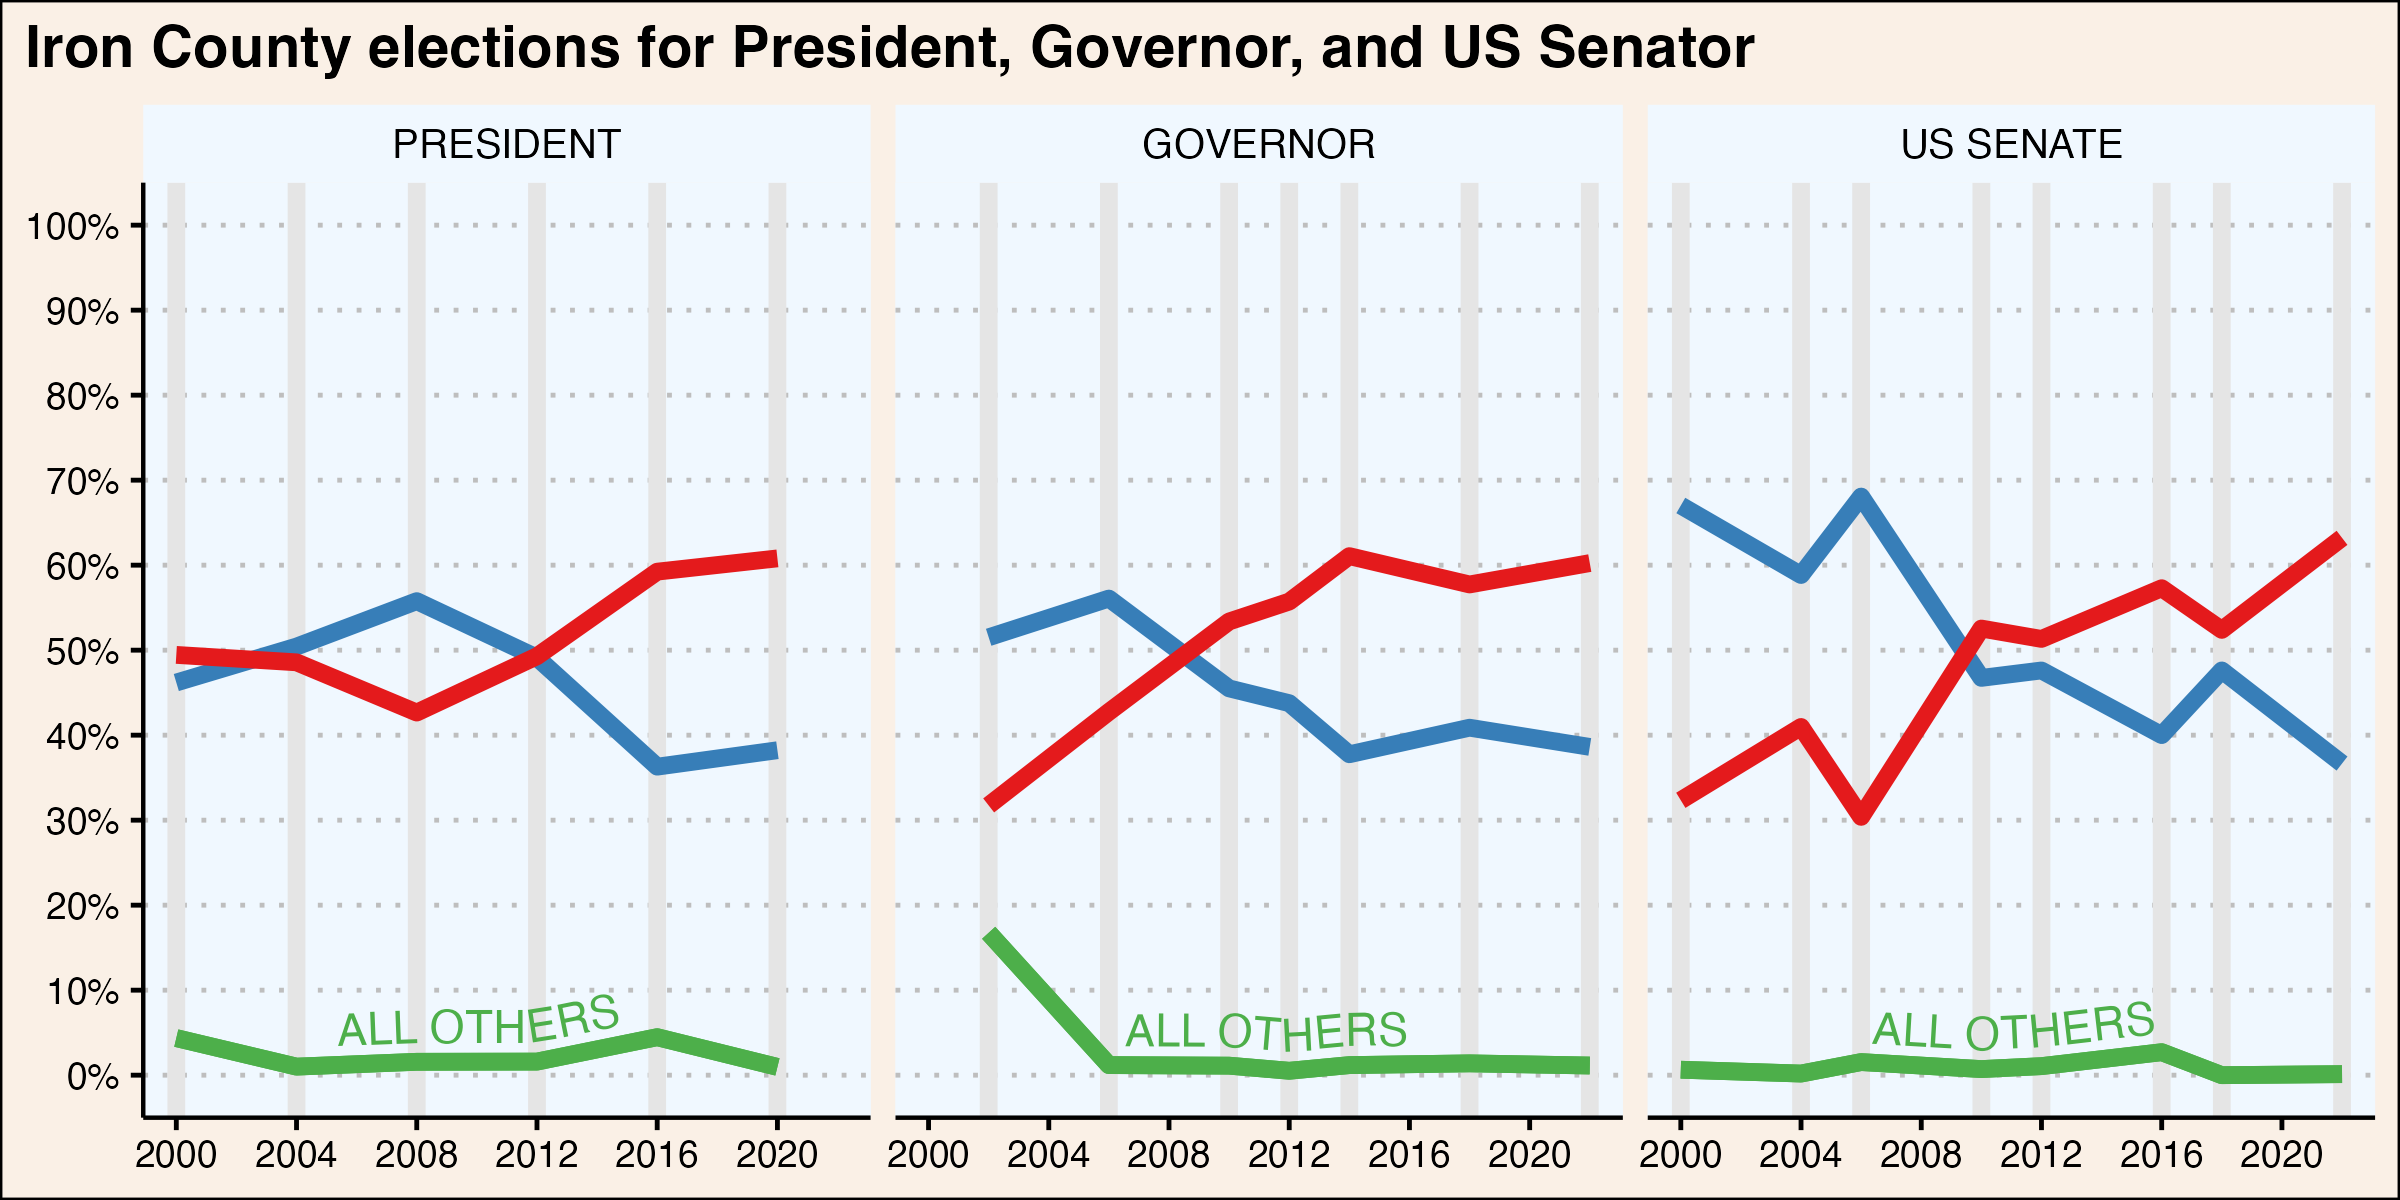 Iron County elections for President, Governor, and US Senator
PRESIDENT
GOVERNOR
US SENATE
100%
90%
80%
70%
60%
50%
40%
30%
20%
10%
0%
ALL OTHERS
ALL OTHERS
ALL OTHERS
2000 2004 2008 2012 2016 2020
2000 2004 2008 2012 2016 2020
2000 2004 2008 2012 2016 2020